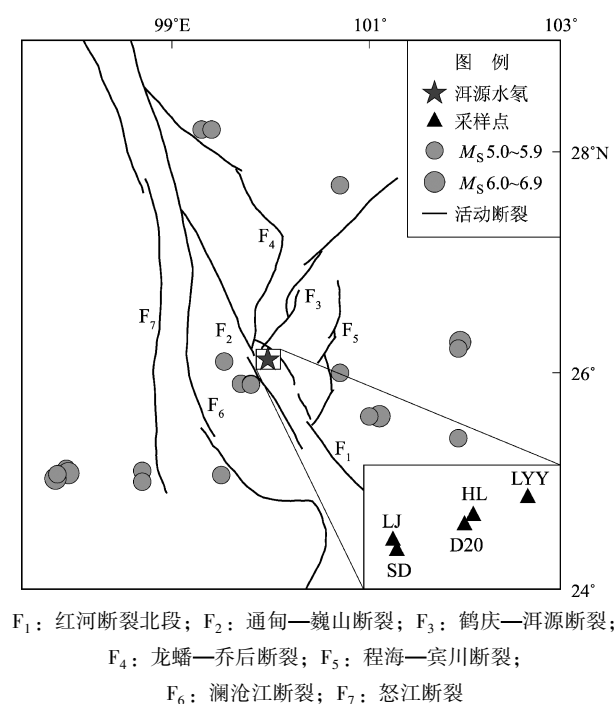 99°E
101
103
28°N
26°
24°
图 例
洱源水氡
采样点
MS 5.0~5.9
MS 6.0~6.9
活动断裂
F4
F3
F7
F2
F5
F6
F1
LYY
HL
LJ
D20
SD
F1：红河断裂北段；F2：通甸—巍山断裂；F3：鹤庆—洱源断裂；
F4：龙蟠—乔后断裂；F5：程海—宾川断裂；
F6：澜沧江断裂；F7：怒江断裂